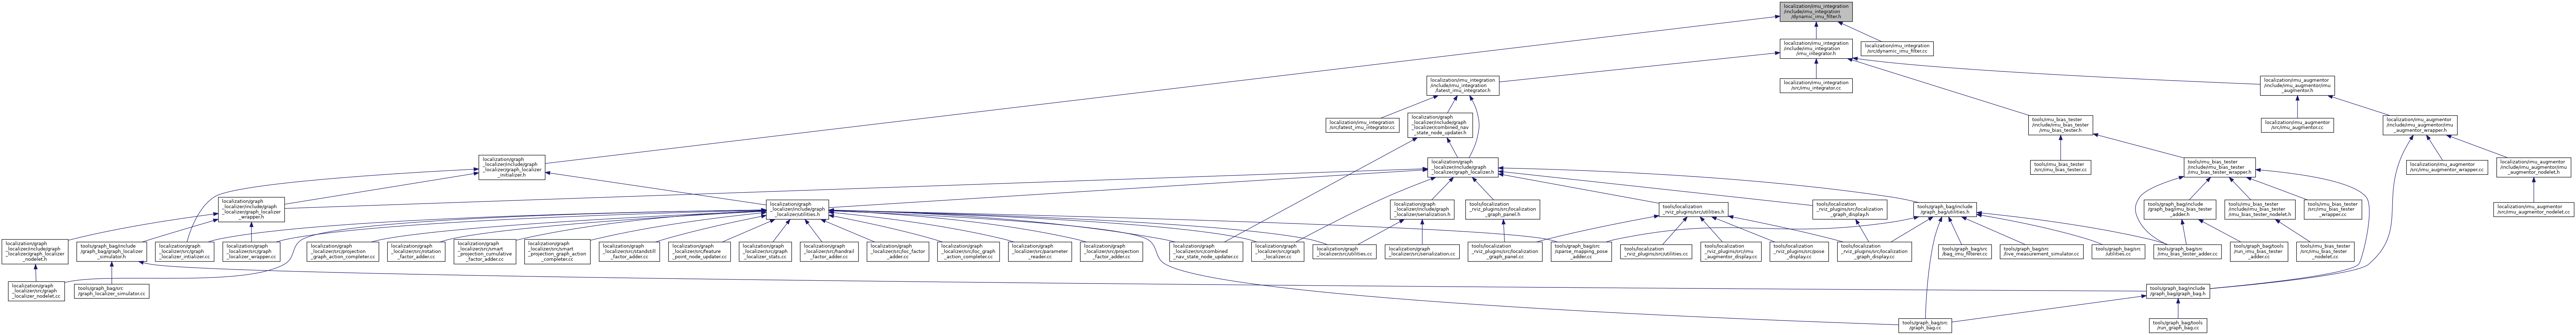 localization/imu_integration
/include/imu_integration
/dynamic_imu_filter.h
localization/imu_integration
/include/imu_integration
/imu_integrator.h
localization/imu_integration
/src/dynamic_imu_filter.cc
localization/imu_integration
/include/imu_integration
/latest_imu_integrator.h
localization/imu_integration
/src/imu_integrator.cc
localization/imu_augmentor
/include/imu_augmentor/imu
_augmentor.h
localization/imu_integration
/src/latest_imu_integrator.cc
localization/graph
_localizer/include/graph
_localizer/combined_nav
_state_node_updater.h
tools/imu_bias_tester
/include/imu_bias_tester
/imu_bias_tester.h
localization/imu_augmentor
/src/imu_augmentor.cc
localization/imu_augmentor
/include/imu_augmentor/imu
_augmentor_wrapper.h
localization/graph
_localizer/include/graph
_localizer/graph_localizer
_initializer.h
localization/graph
_localizer/include/graph
_localizer/graph_localizer.h
tools/imu_bias_tester
/src/imu_bias_tester.cc
tools/imu_bias_tester
/include/imu_bias_tester
/imu_bias_tester_wrapper.h
localization/imu_augmentor
/src/imu_augmentor_wrapper.cc
localization/imu_augmentor
/include/imu_augmentor/imu
_augmentor_nodelet.h
localization/graph
_localizer/include/graph
_localizer/graph_localizer
_wrapper.h
localization/graph
_localizer/include/graph
_localizer/utilities.h
localization/graph
_localizer/include/graph
_localizer/serialization.h
tools/localization
_rviz_plugins/src/localization
_graph_panel.h
tools/localization
_rviz_plugins/src/utilities.h
tools/localization
_rviz_plugins/src/localization
_graph_display.h
tools/graph_bag/include
/graph_bag/utilities.h
tools/graph_bag/include
/graph_bag/imu_bias_tester
_adder.h
tools/imu_bias_tester
/include/imu_bias_tester
/imu_bias_tester_nodelet.h
tools/imu_bias_tester
/src/imu_bias_tester
_wrapper.cc
localization/imu_augmentor
/src/imu_augmentor_nodelet.cc
localization/graph
_localizer/include/graph
_localizer/graph_localizer
_nodelet.h
tools/graph_bag/include
/graph_bag/graph_localizer
_simulator.h
localization/graph
_localizer/src/graph
_localizer_initializer.cc
localization/graph
_localizer/src/graph
_localizer_wrapper.cc
localization/graph
_localizer/src/projection
_graph_action_completer.cc
localization/graph
_localizer/src/rotation
_factor_adder.cc
localization/graph
_localizer/src/smart
_projection_cumulative
_factor_adder.cc
localization/graph
_localizer/src/smart
_projection_graph_action
_completer.cc
localization/graph
_localizer/src/standstill
_factor_adder.cc
localization/graph
_localizer/src/feature
_point_node_updater.cc
localization/graph
_localizer/src/graph
_localizer_stats.cc
localization/graph
_localizer/src/handrail
_factor_adder.cc
localization/graph
_localizer/src/loc_factor
_adder.cc
localization/graph
_localizer/src/loc_graph
_action_completer.cc
localization/graph
_localizer/src/parameter
_reader.cc
localization/graph
_localizer/src/projection
_factor_adder.cc
localization/graph
_localizer/src/combined
_nav_state_node_updater.cc
localization/graph
_localizer/src/graph
_localizer.cc
localization/graph
_localizer/src/utilities.cc
localization/graph
_localizer/src/serialization.cc
tools/localization
_rviz_plugins/src/localization
_graph_panel.cc
tools/graph_bag/src
/sparse_mapping_pose
_adder.cc
tools/localization
_rviz_plugins/src/utilities.cc
tools/localization
_rviz_plugins/src/imu
_augmentor_display.cc
tools/localization
_rviz_plugins/src/pose
_display.cc
tools/localization
_rviz_plugins/src/localization
_graph_display.cc
tools/graph_bag/src
/bag_imu_filterer.cc
tools/graph_bag/src
/live_measurement_simulator.cc
tools/graph_bag/src
/utilities.cc
tools/graph_bag/src
/imu_bias_tester_adder.cc
tools/graph_bag/tools
/run_imu_bias_tester
_adder.cc
tools/imu_bias_tester
/src/imu_bias_tester
_nodelet.cc
localization/graph
_localizer/src/graph
_localizer_nodelet.cc
tools/graph_bag/src
/graph_localizer_simulator.cc
tools/graph_bag/include
/graph_bag/graph_bag.h
tools/graph_bag/src
/graph_bag.cc
tools/graph_bag/tools
/run_graph_bag.cc